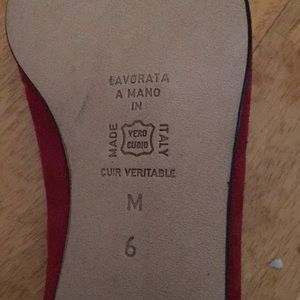 LAVORATA
A MANO
IN
MADE VERO CUOIO ITALY
CUIR VERITABLE
M
6